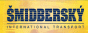 ŠMIDBERSKÝ
INTERNATIONAL TRANSPORT